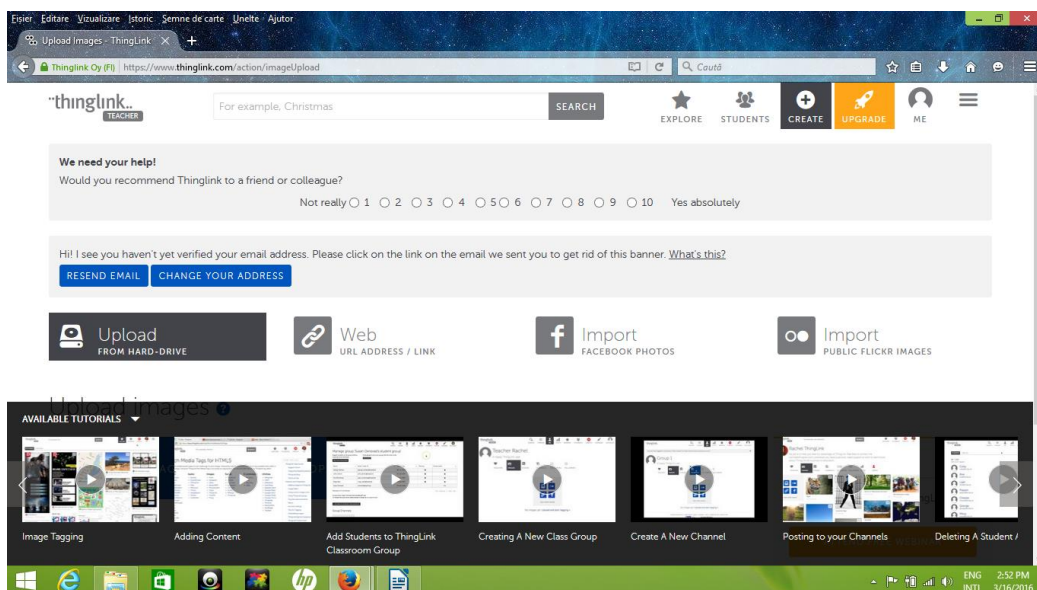 Fișier Editare Vizualizare Istoric Semne de carte Unelte Ajutor
Upload Images - ThingLink
Thinglink Oy (FI) https://www.thinglink.com/action/imageUpload
Caută
thinglink..
TEACHER
For example, Christmas
SEARCH
EXPLORE STUDENTS CREATE UPGRADE ME
We need your help!
Would you recommend Thinglink to a friend or colleague?
Not really 1 2 3 4 5 6 7 8 9 10 Yes absolutely
Hi! I see you haven't yet verified your email address. Please click on the link on the email we sent you to get rid of this banner. What's this?
RESEND EMAIL CHANGE YOUR ADDRESS
Upload
FROM HARD-DRIVE
Web
URL ADDRESS / LINK
Import
FACEBOOK PHOTOS
Import
PUBLIC FLICKR IMAGES
Upload images
AVAILABLE TUTORIALS
Image Tagging
Adding Content
Add Students to ThingLink
Classroom Group
Creating A New Class Group
Create A New Channel
Posting to your Channels
Deleting A Student
ENG 2:52 PM
INTL 3/16/2016